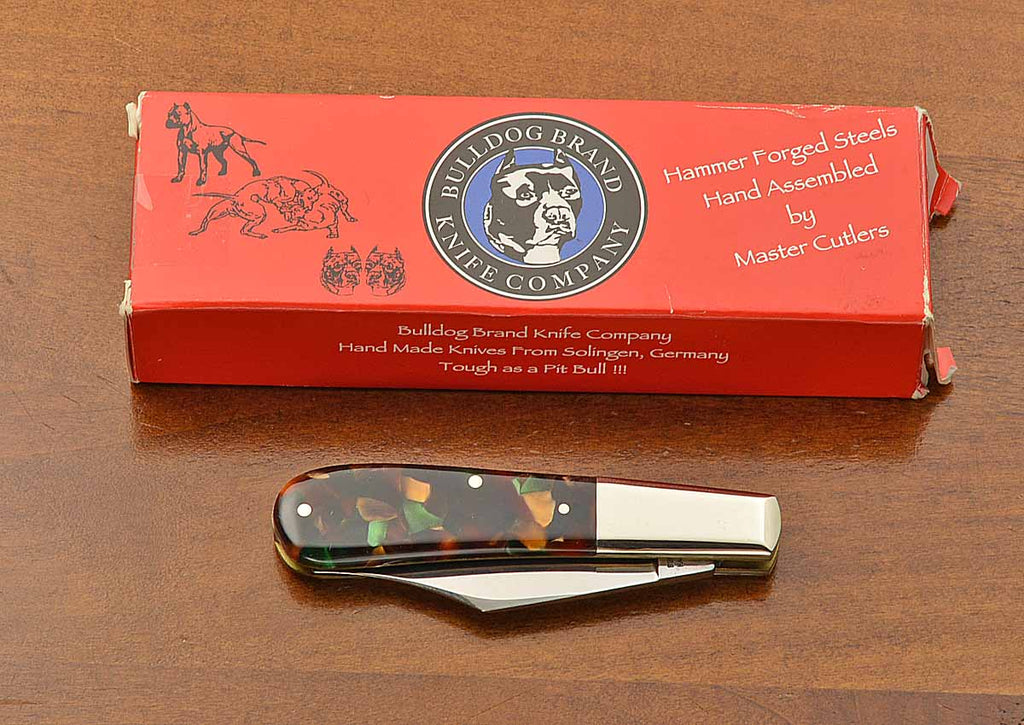 BULLDOG BRAND
KNIFE COMPANY
Hammer Forged Steels
Hand Assembled
by
Master Cutlers
Bulldog Brand Knife Company
Hand Made Knives From Solingen, Germany
Tough as a Pit Bull !!!